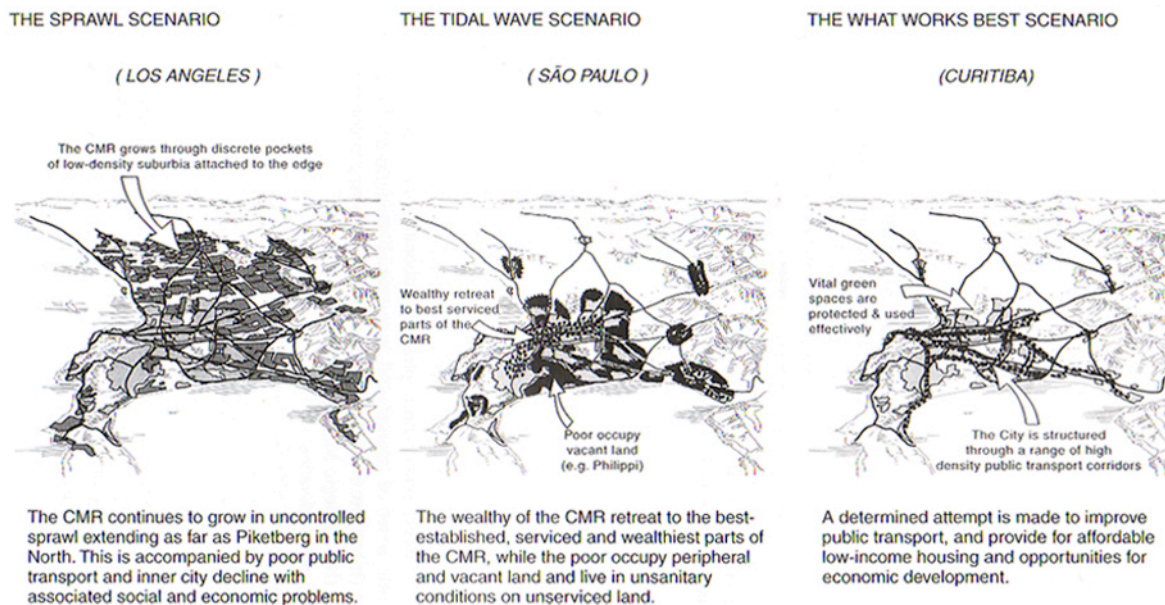 THE SPRAWL SCENARIO
( LOS ANGELES )
The CMR grows through discrete pockets
of low-density suburbia attached to the edge
The CMR continues to grow in uncontrolled
sprawl extending as far as Piketberg in the
North. This is accompanied by poor public
transport and inner city decline with
associated social and economic problems.
THE TIDAL WAVE SCENARIO
( SÃO PAULO )
Wealthy retreat
to best serviced
parts of the
CMR
Poor occupy
vacant land
(e.g. Philippi)
The wealthy of the CMR retreat to the best-
established, serviced and wealthiest parts of
the CMR, while the poor occupy peripheral
and vacant land and live in unsanitary
conditions on unserviced land.
THE WHAT WORKS BEST SCENARIO
(CURITIBA)
Vital green
spaces are
protected & used
effectively
The City is structured
through a range of high
density public transport corridors
A determined attempt is made to improve
public transport, and provide for affordable
low-income housing and opportunities for
economic development.